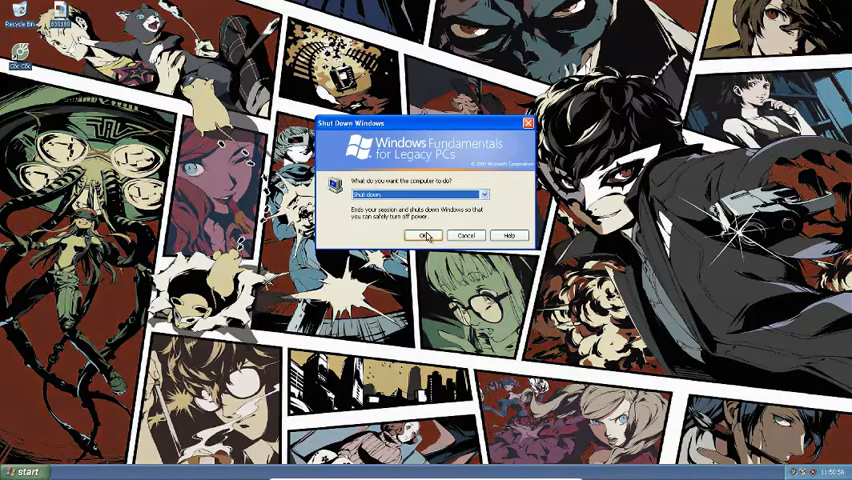 Recycle Bin
Cốc Cốc
Shut Down Windows
Windows Fundamentals
for Legacy PCs
What do you want the computer to do?
Shut down
Ends your session and shuts down Windows so that
you can safely turn off power.
OK
Cancel
Help
start